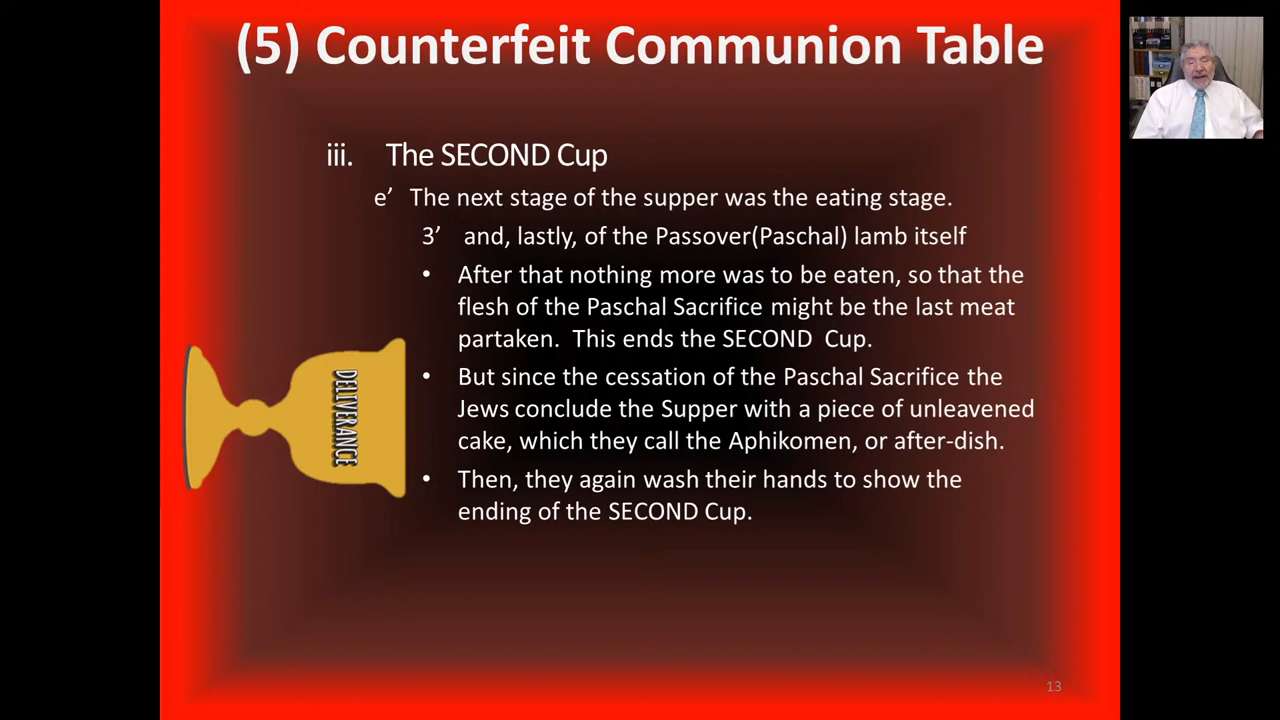 (5) Counterfeit Communion Table
iii. The SECOND Cup
e’ The next stage of the supper was the eating stage.
3’ and, lastly, of the Passover(Paschal) lamb itself
• After that nothing more was to be eaten, so that the
flesh of the Paschal Sacrifice might be the last meat
partaken. This ends the SECOND Cup.
• But since the cessation of the Paschal Sacrifice the
Jews conclude the Supper with a piece of unleavened
cake, which they call the Aphikomen, or after-dish.
• Then, they again wash their hands to show the
ending of the SECOND Cup.
DELIVERANCE
13